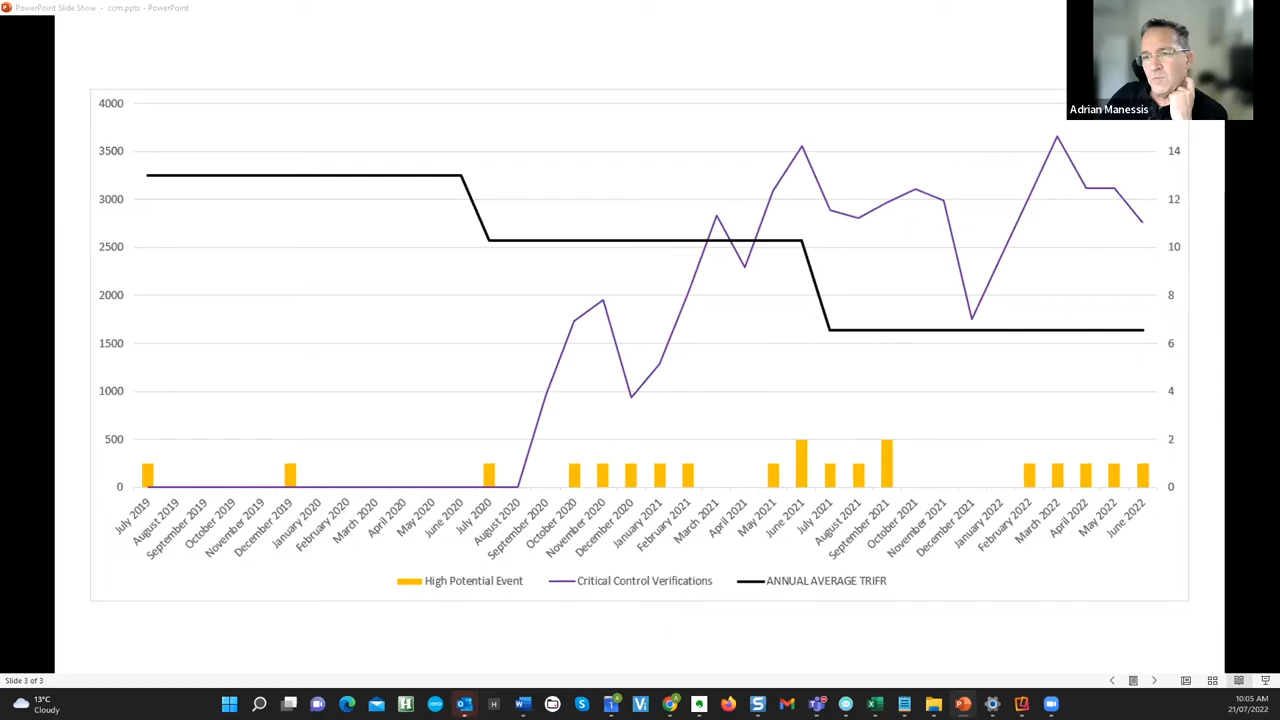 PowerPoint Slide Show - ccm.pptx - PowerPoint
Adrian Manessis
4000
3500
3000
2500
2000
1500
1000
500
0
14
12
10
8
6
4
2
0
July 2019
August 2019
September 2019
October 2019
November 2019
December 2019
January 2020
February 2020
March 2020
April 2020
May 2020
June 2020
July 2020
August 2020
September 2020
October 2020
November 2020
December 2020
January 2021
February 2021
March 2021
April 2021
May 2021
June 2021
July 2021
August 2021
September 2021
October 2021
November 2021
December 2021
January 2022
February 2022
March 2022
April 2022
May 2022
June 2022
High Potential Event
Critical Control Verifications
ANNUAL AVERAGE TRIFR
Slide 3 of 3
13°C
Cloudy
10:05 AM
21/07/2022